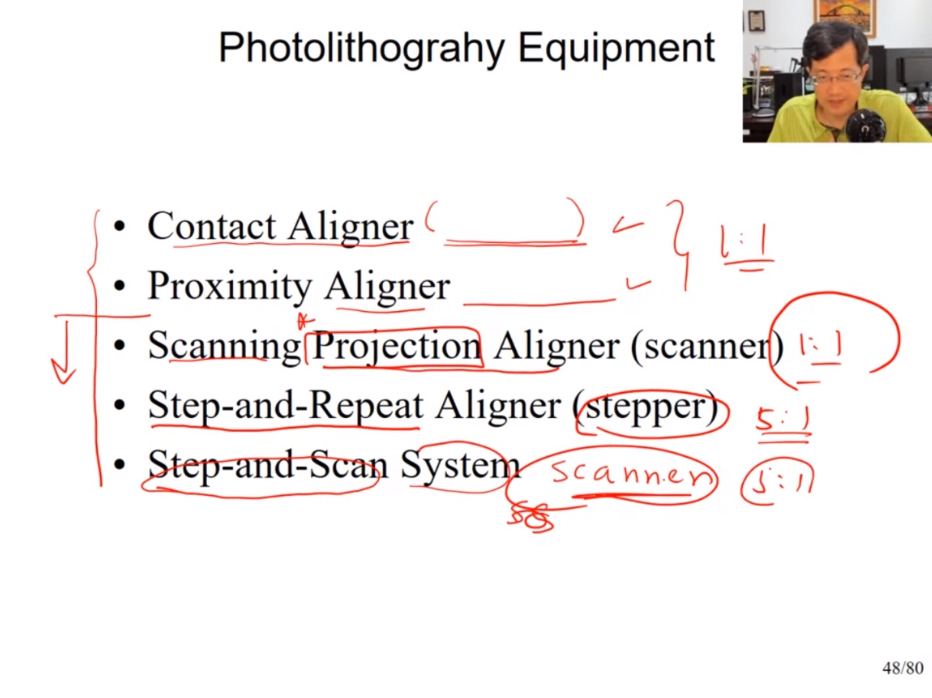 Photolithograhy Equipment
• Contact Aligner ( ) 1:1
• Proximity Aligner
• Scanning Projection Aligner (scanner) 1:1
• Step-and-Repeat Aligner (stepper) 5:1
• Step-and-Scan System scanner 5:1
48/80